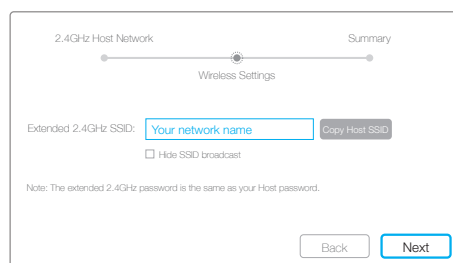 2.4GHz Host Network
Summary
Wireless Settings
Extended 2.4GHz SSID:
Your network name
Copy Host SSID
Hide SSID broadcast
Note: The extended 2.4GHz password is the same as your Host password.
Back
Next